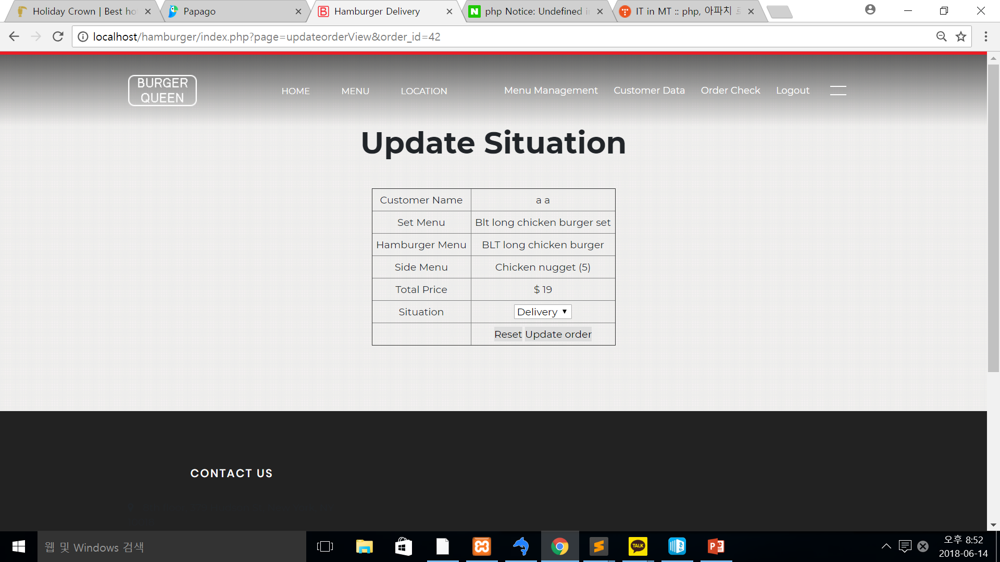 Holiday Crown | Best ho
Papago
Hamburger Delivery
php Notice: Undefined i
IT in MT :: php, 아파치
localhost/hamburger/index.php?page=updateorderView&order_id=42
BURGER
QUEEN
HOME
MENU
LOCATION
Menu Management
Customer Data
Order Check
Logout
Update Situation
Customer Name
a a
Set Menu
Blt long chicken burger set
Hamburger Menu
BLT long chicken burger
Side Menu
Chicken nugget (5)
Total Price
$ 19
Situation
Delivery
Reset Update order
CONTACT US
웹 및 Windows 검색
TALK
오후 8:52
2018-06-14